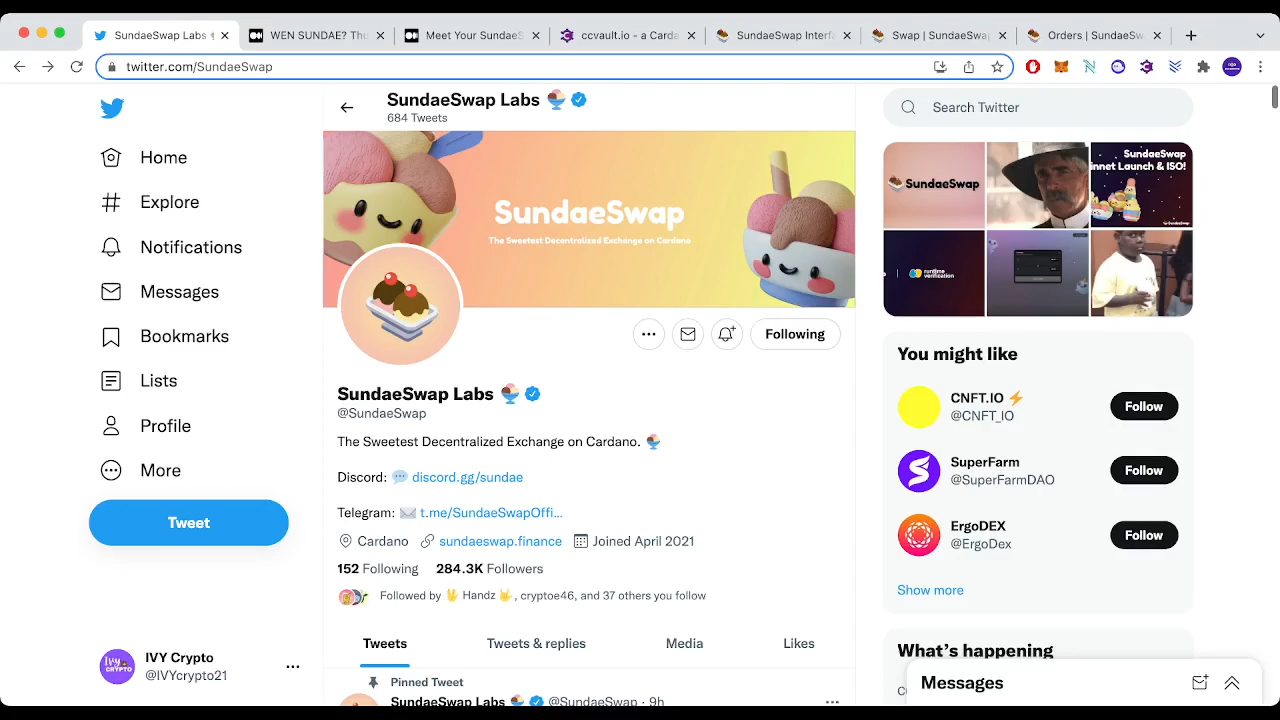 SundaeSwap Labs
WEN SUNDAE? Tho
Meet Your SundaeS
ccvault.io - a Carda
SundaeSwap Interf
Swap | SundaeSwap
Orders | SundaeSw
twitter.com/SundaeSwap
Home
Explore
Notifications
Messages
Bookmarks
Lists
Profile
More
Tweet
IVY Crypto
@IVYcrypto21
SundaeSwap Labs
684 Tweets
SundaeSwap
The Sweetest Decentralized Exchange on Cardano
Following
SundaeSwap Labs
@SundaeSwap
The Sweetest Decentralized Exchange on Cardano.
Discord: discord.gg/sundae
Telegram: t.me/SundaeSwapOffi...
Cardano sundaeswap.finance Joined April 2021
152 Following 284.3K Followers
Followed by Handz , cryptoe46, and 37 others you follow
Tweets Tweets & replies Media Likes
Pinned Tweet
SundaeSwap Labs @SundaeSwap · 9h
Search Twitter
SundaeSwap
SundaeSwap
innet Launch & ISO!
runtime
verification
You might like
CNFT.IO
@CNFT_IO
Follow
SuperFarm
@SuperFarmDAO
Follow
ErgoDEX
@ErgoDex
Follow
Show more
What's happening
Messages